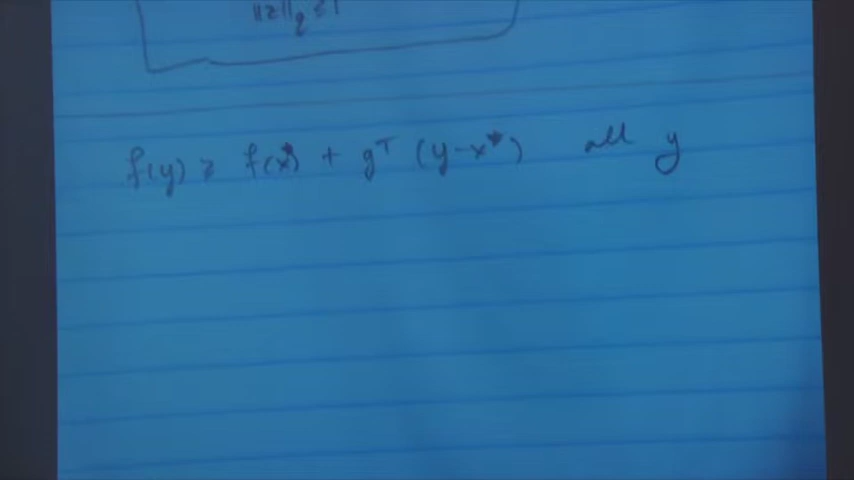 ||z||_q ≤ 1
f(y) ≥ f(x*) + g^T (y-x*) all y